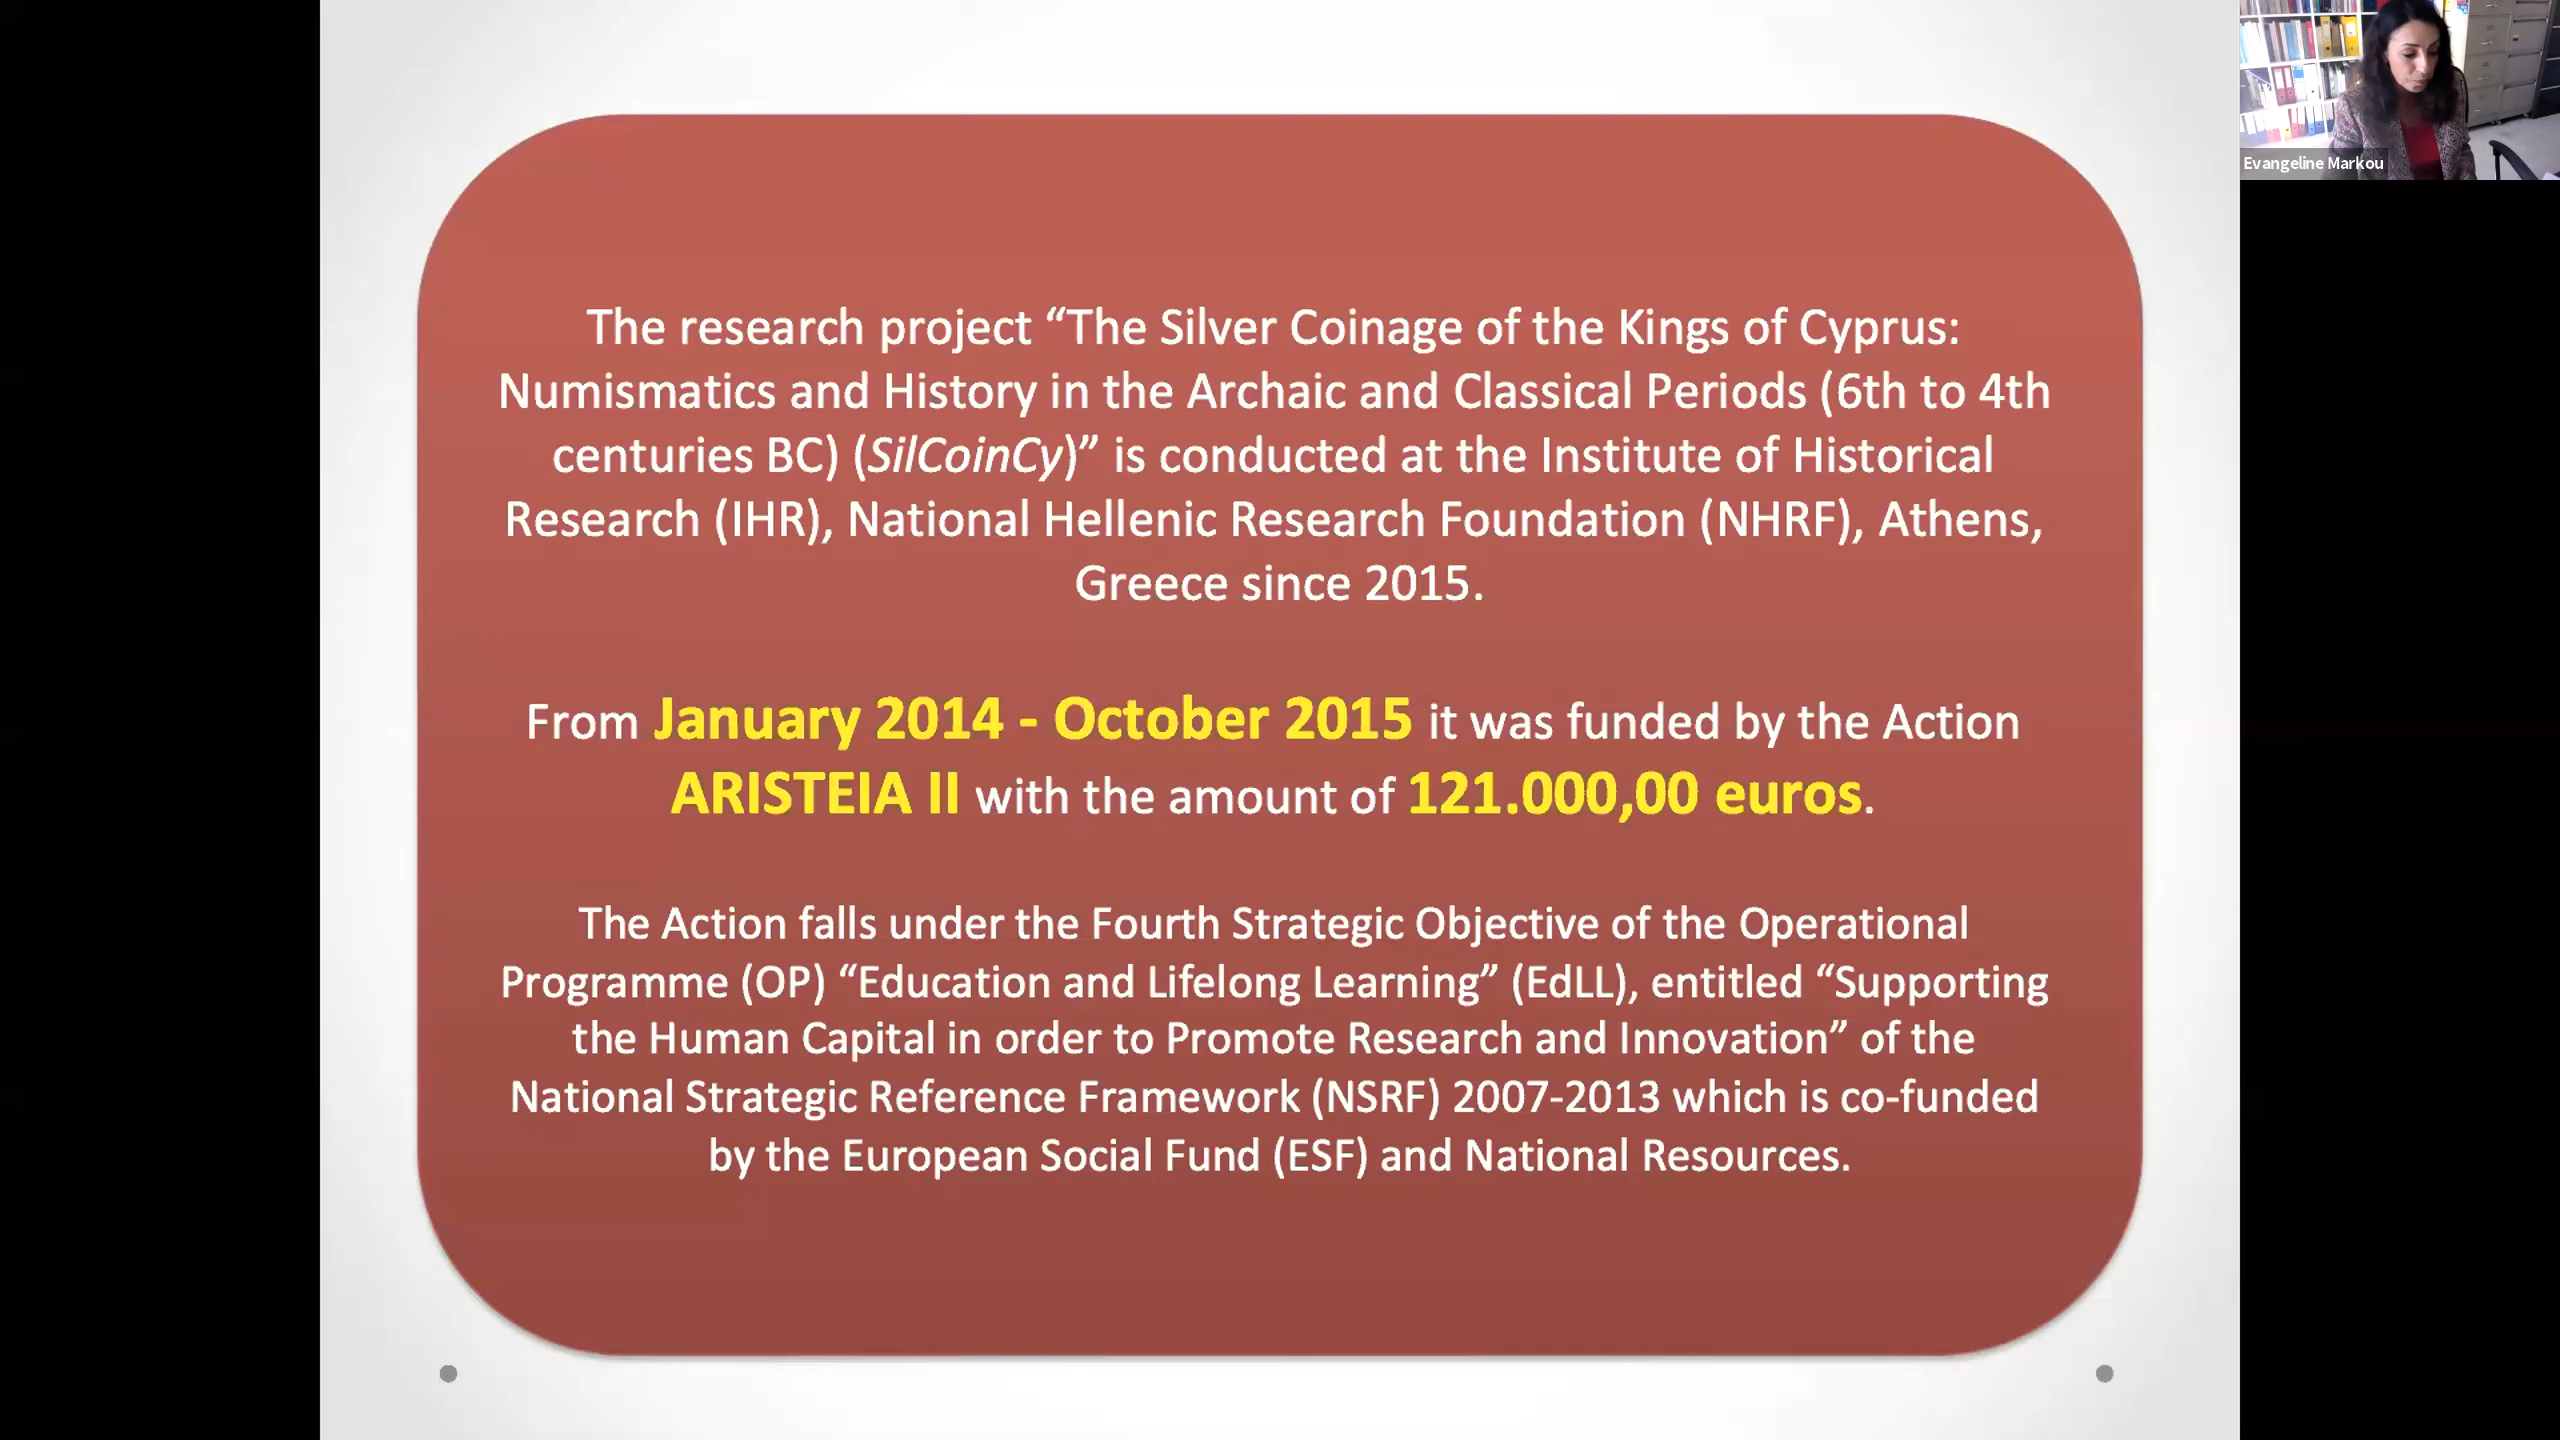 The research project “The Silver Coinage of the Kings of Cyprus:
Numismatics and History in the Archaic and Classical Periods (6th to 4th
centuries BC) (SilCoinCy)” is conducted at the Institute of Historical
Research (IHR), National Hellenic Research Foundation (NHRF), Athens,
Greece since 2015.
From January 2014 - October 2015 it was funded by the Action
ARISTEIA II with the amount of 121.000,00 euros.
The Action falls under the Fourth Strategic Objective of the Operational
Programme (OP) “Education and Lifelong Learning” (EdLL), entitled “Supporting
the Human Capital in order to Promote Research and Innovation” of the
National Strategic Reference Framework (NSRF) 2007-2013 which is co-funded
by the European Social Fund (ESF) and National Resources.
Evangeline Markou